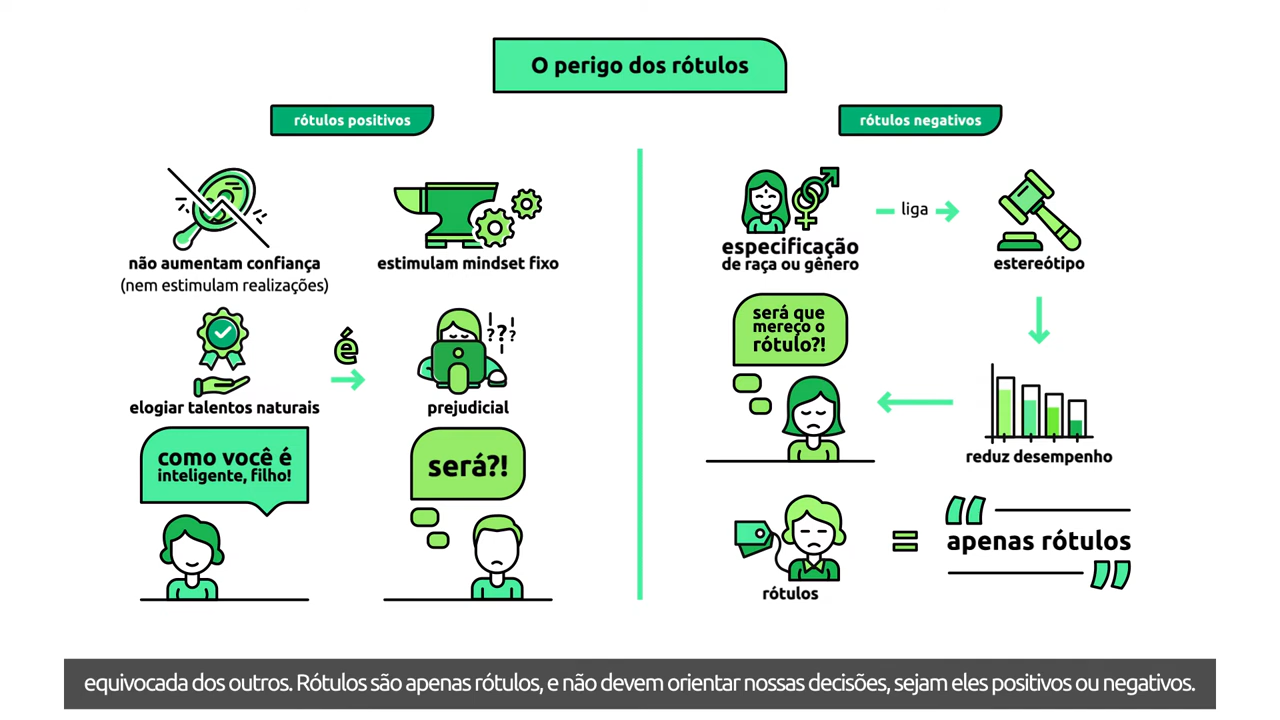 O perigo dos rótulos
rótulos positivos
não aumentam confiança
(nem estimulam realizações)
estimulam mindset fixo
elogiar talentos naturais
é
???
prejudicial
como você é
inteligente, filho!
será?!
rótulos negativos
especificação
de raça ou gênero
liga
estereótipo
reduz desempenho
será que
mereço o
rótulo?!
rótulos
=
“
apenas rótulos
”
equivocada dos outros. Rótulos são apenas rótulos, e não devem orientar nossas decisões, sejam eles positivos ou negativos.